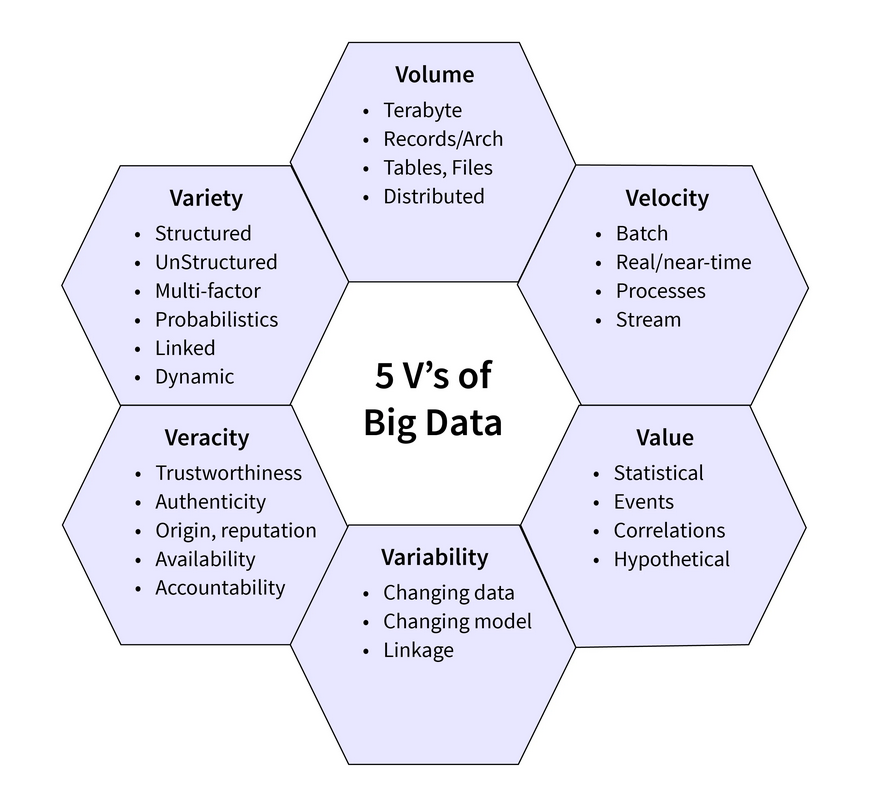 Volume
• Terabyte
• Records/Arch
• Tables, Files
• Distributed
Variety
• Structured
• UnStructured
• Multi-factor
• Probabilistics
• Linked
• Dynamic
Velocity
• Batch
• Real/near-time
• Processes
• Stream
5 V’s of
Big Data
Veracity
• Trustworthiness
• Authenticity
• Origin, reputation
• Availability
• Accountability
Value
• Statistical
• Events
• Correlations
• Hypothetical
Variability
• Changing data
• Changing model
• Linkage